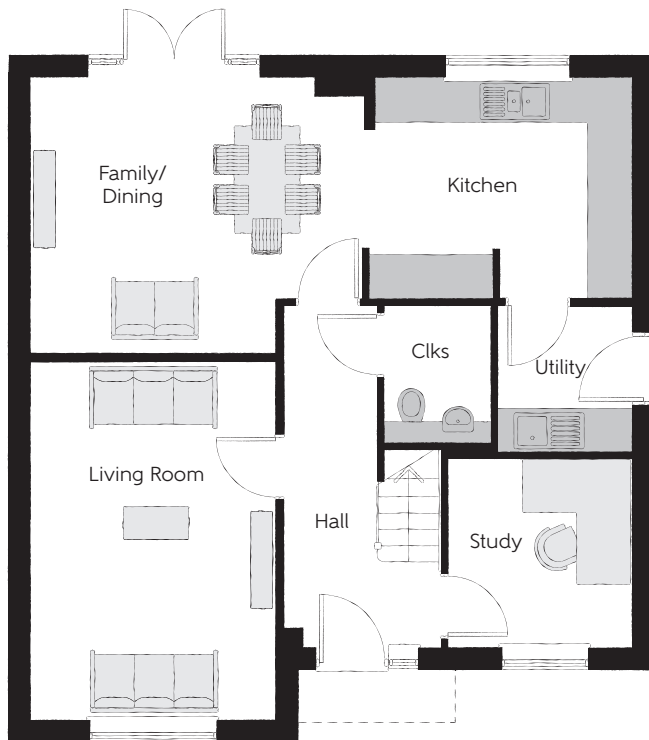 Family/
Dining
Kitchen
Clks
Utility
Living Room
Hall
Study